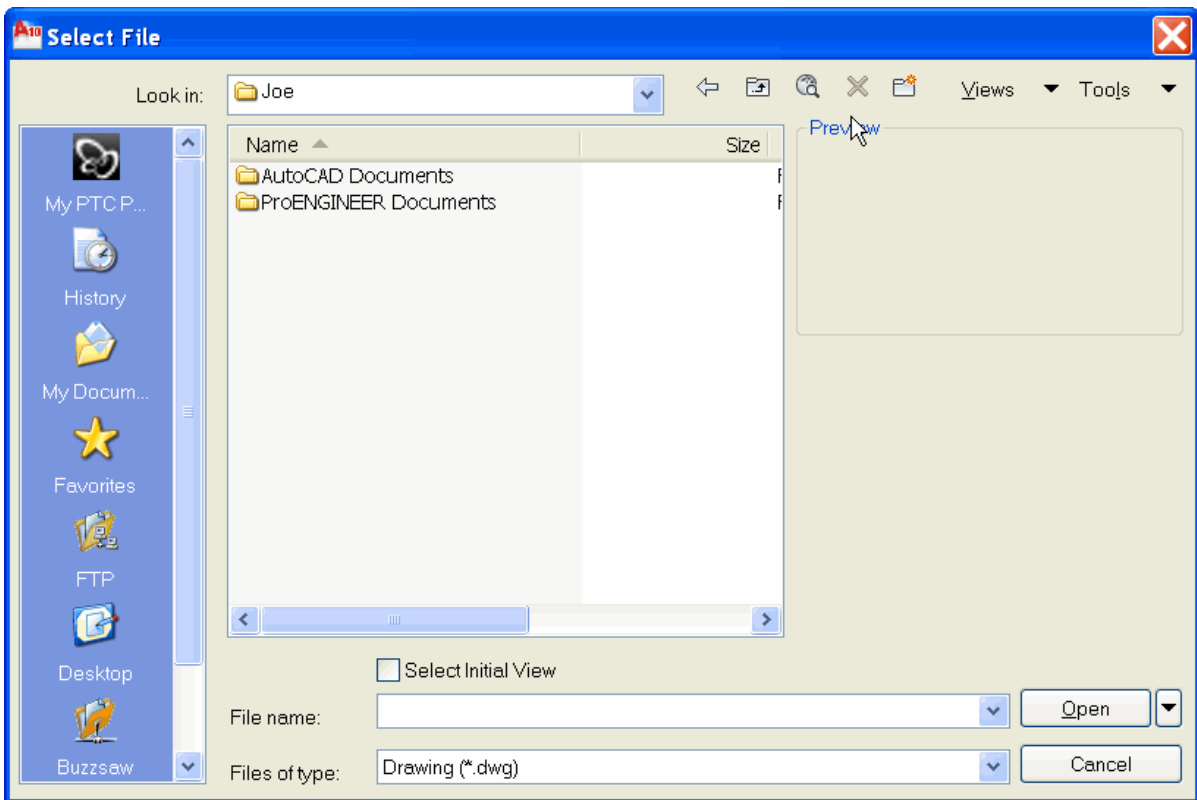 A10 Select File
Look in: Joe Views Tools
My PTC P...
History
My Docum...
Favorites
FTP
Desktop
Buzzsaw
Name Size
AutoCAD Documents F
ProENGINEER Documents F
Preview
Select Initial View
File name: Open
Files of type: Drawing (*.dwg) Cancel